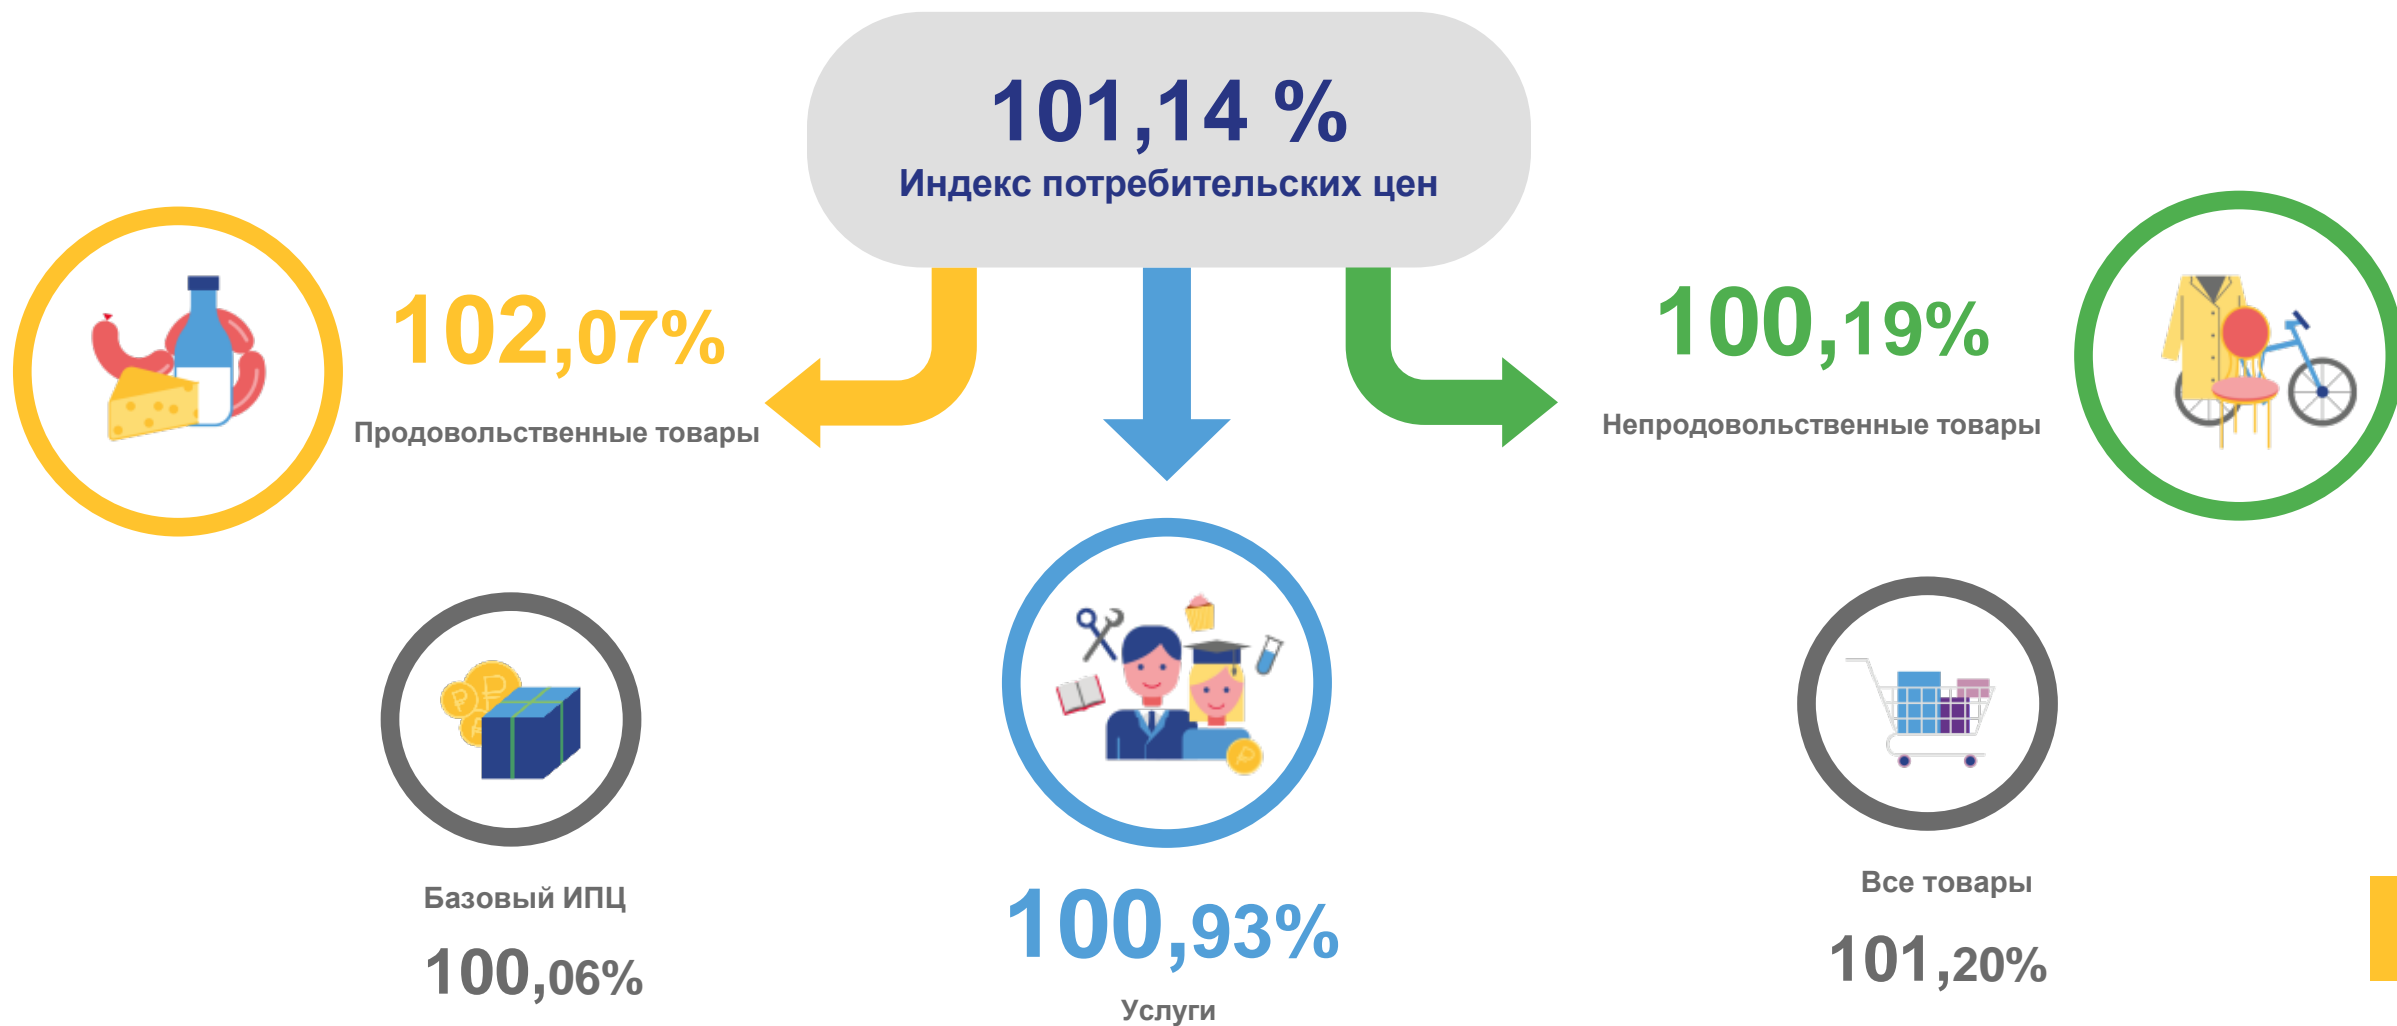 101,14 %
Индекс потребительских цен
102,07%
Продовольственные товары
100,19%
Непродовольственные товары
Базовый ИПЦ
100,06%
100,93%
Услуги
Все товары
101,20%